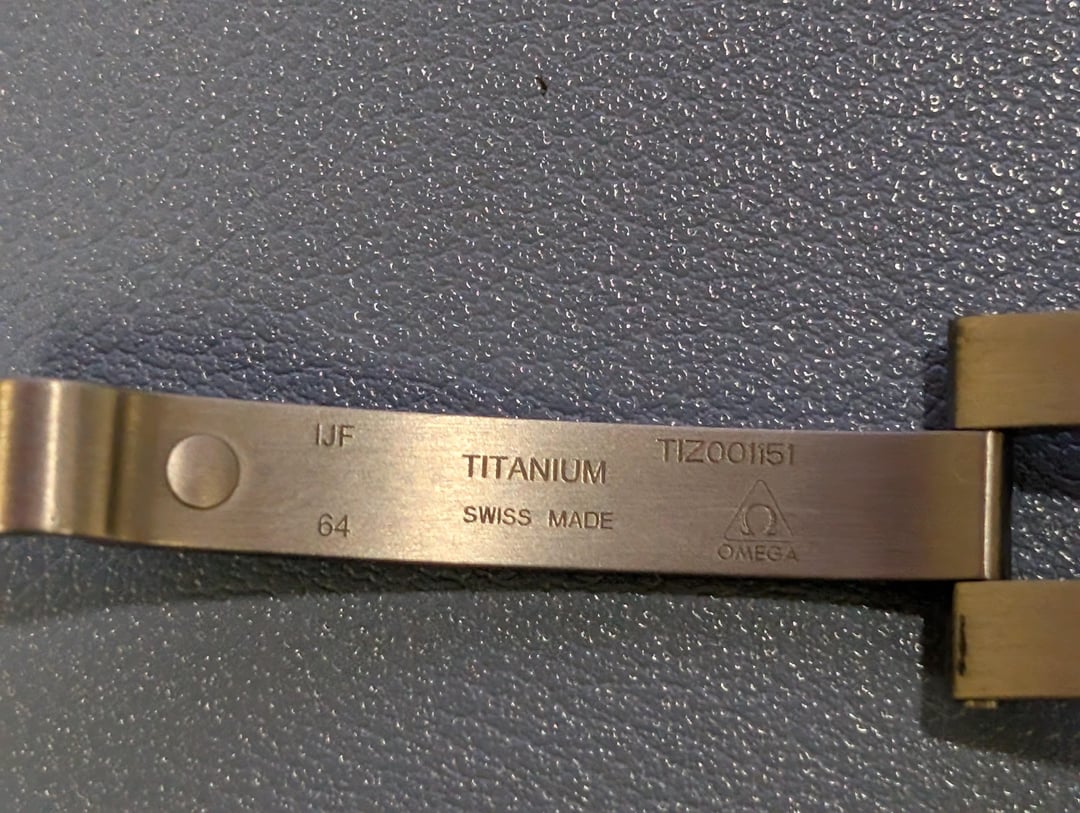 IJF
64
TITANIUM
SWISS MADE
TIZ001151
Ω
OMEGA